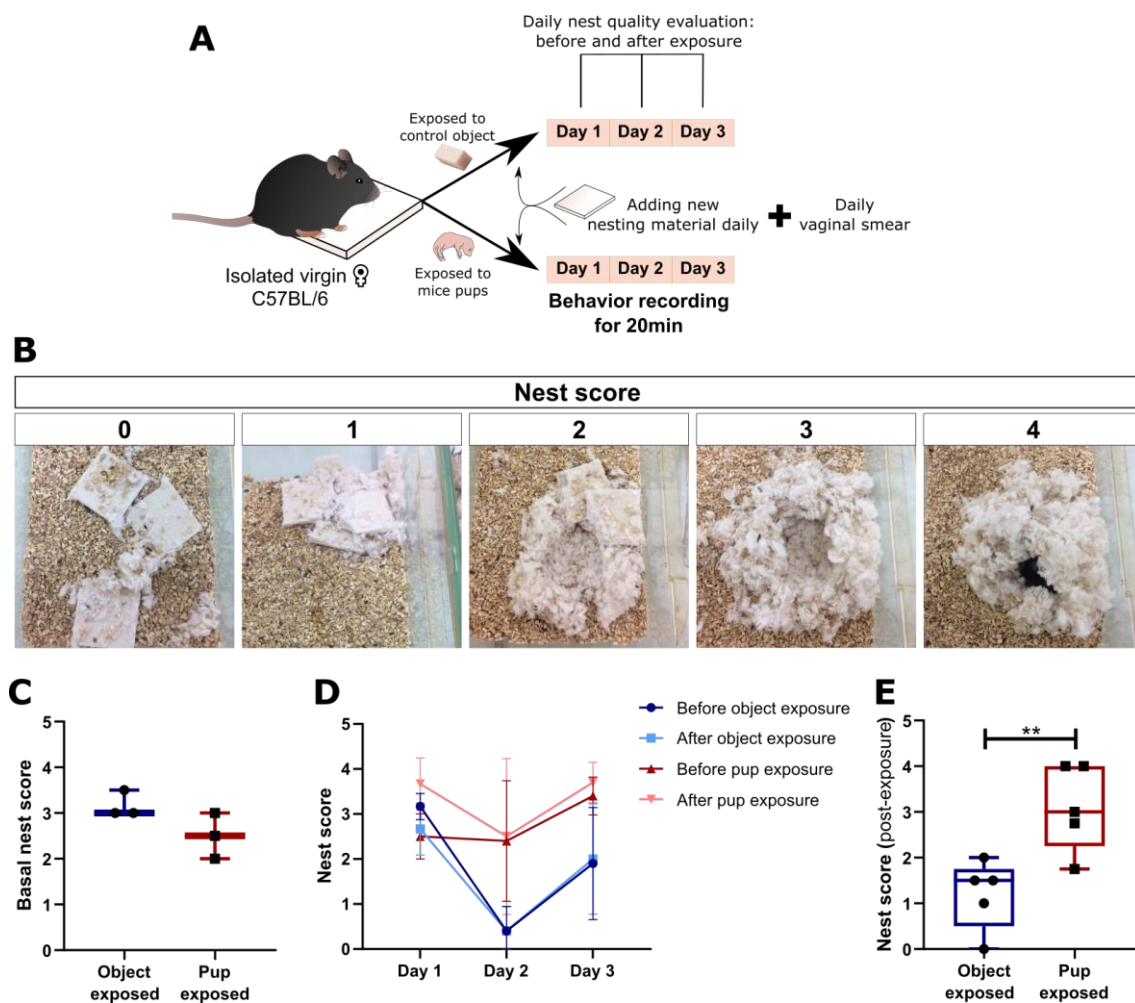 A
Daily nest quality evaluation:
before and after exposure
Day 1 Day 2 Day 3
Exposed to
control object
Adding new
nesting material daily
+
Daily
vaginal smear
Isolated virgin ♀
C57BL/6
Exposed to
mice pups
Day 1 Day 2 Day 3
Behavior recording
for 20min
B
Nest score
0 1 2 3 4
C
Basal nest score
5
4
3
2
1
0
Object
exposed
Pup
exposed
D
Nest score
5
4
3
2
1
0
Day 1 Day 2 Day 3
Before object exposure
After object exposure
Before pup exposure
After pup exposure
E
Nest score (post-exposure)
5
4
3
2
1
0
**
Object
exposed
Pup
exposed